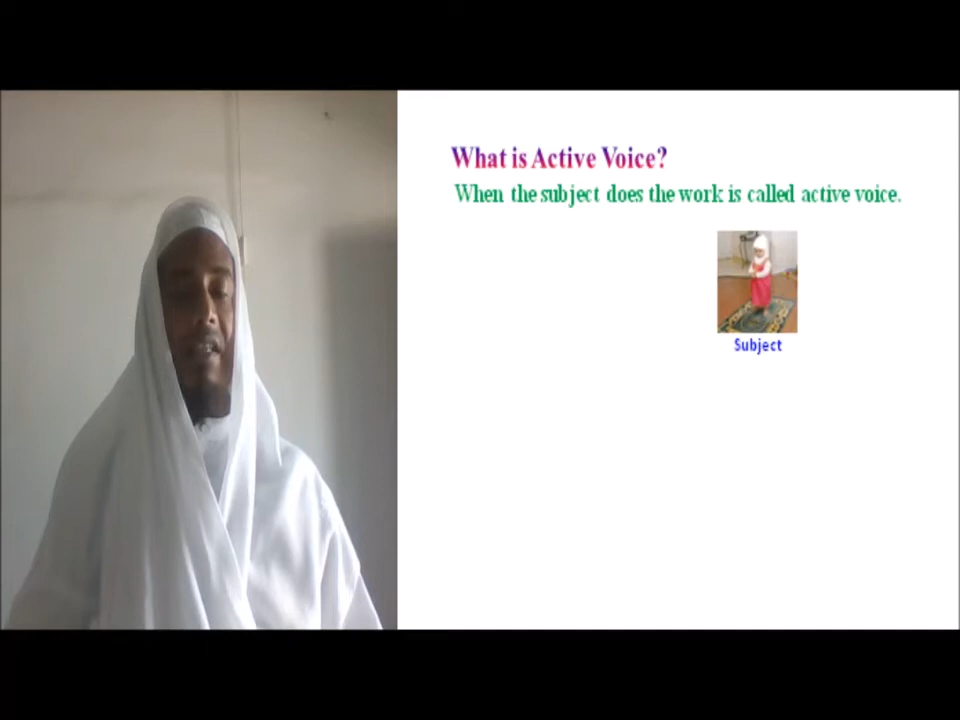 What is Active Voice?
When the subject does the work is called active voice.
Subject